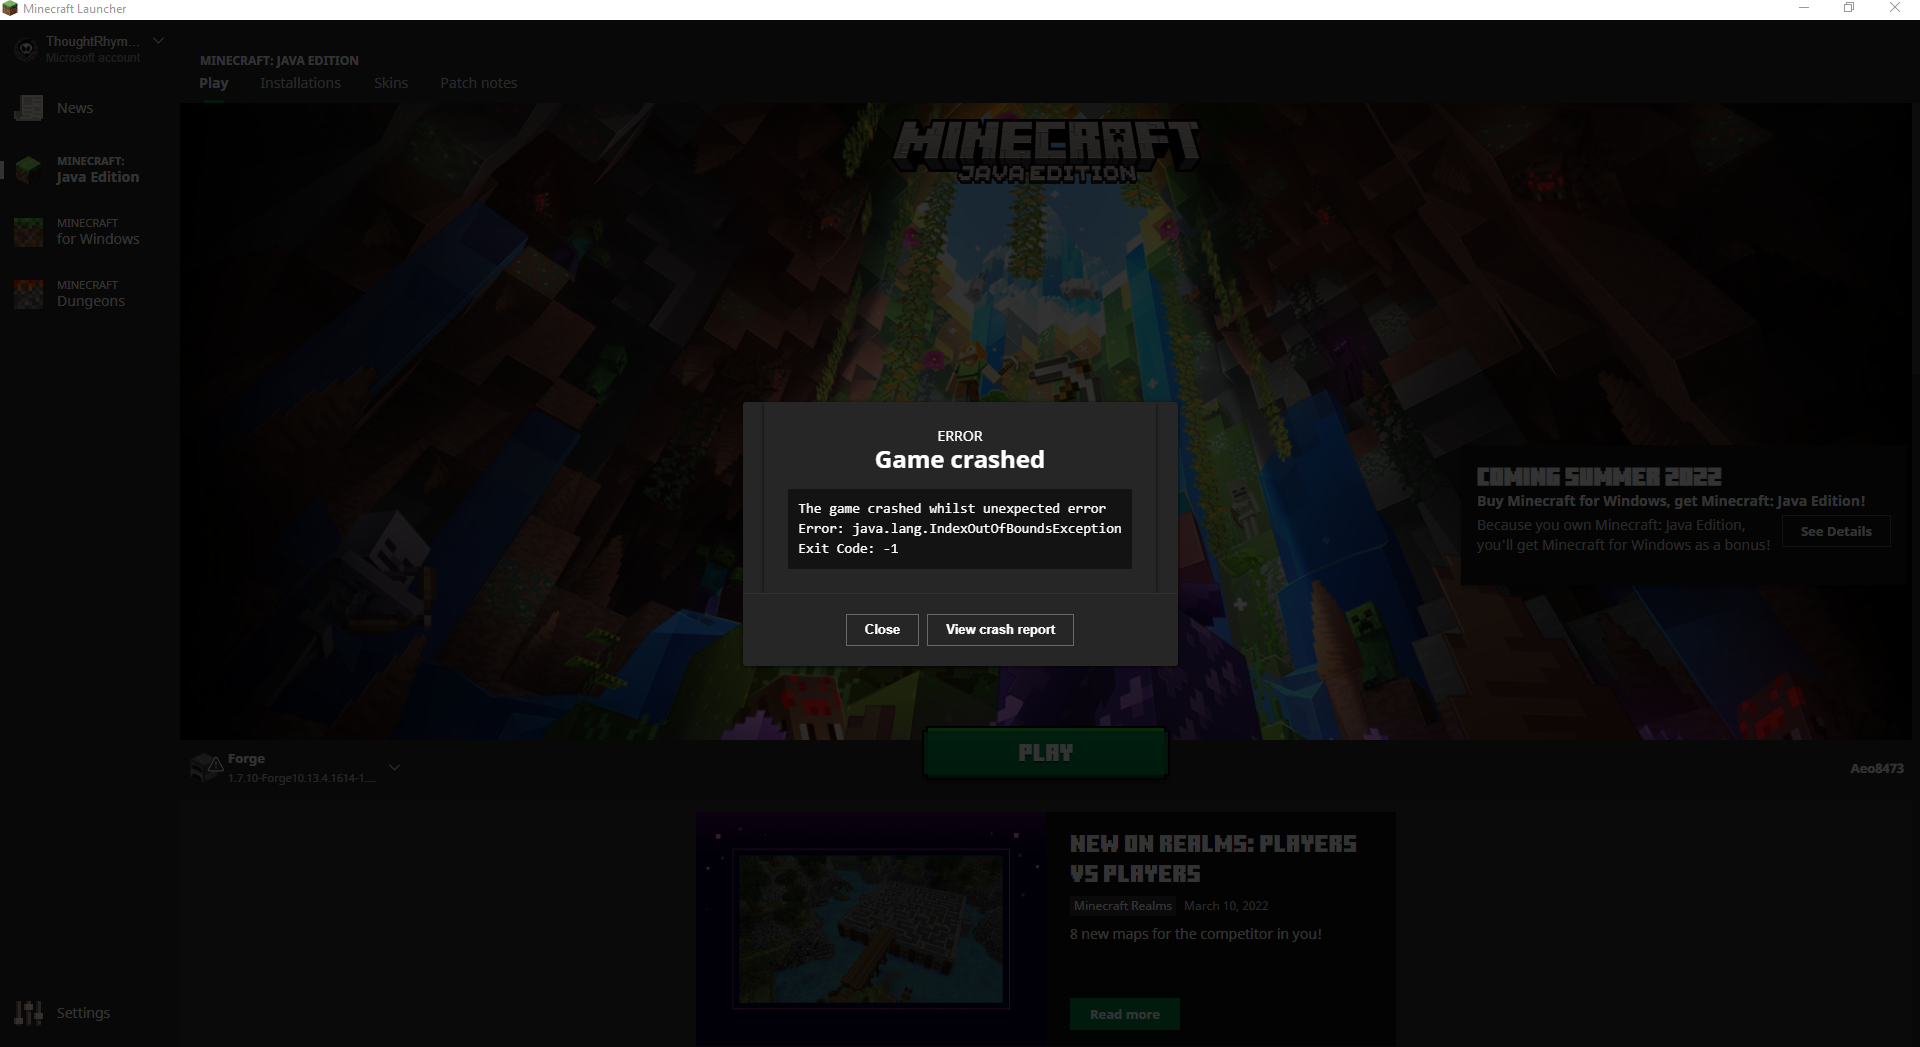 Minecraft Launcher
ThoughtRhym...
Microsoft account
News
MINECRAFT:
Java Edition
MINECRAFT
for Windows
MINECRAFT
Dungeons
Settings
MINECRAFT: JAVA EDITION
Play Installations Skins Patch notes
MINECRAFT
JAVA EDITION
ERROR
Game crashed
The game crashed whilst unexpected error
Error: java.lang.IndexOutOfBoundsException
Exit Code: -1
Close View crash report
COMING SUMMER 2022
Buy Minecraft for Windows, get Minecraft: Java Edition!
Because you own Minecraft: Java Edition,
you'll get Minecraft for Windows as a bonus!
See Details
Forge
1.7.10-Forge10.13.4.1614-1....
PLAY
Aeo8473
NEW ON REALMS: PLAYERS
VS PLAYERS
Minecraft Realms March 10, 2022
8 new maps for the competitor in you!
Read more